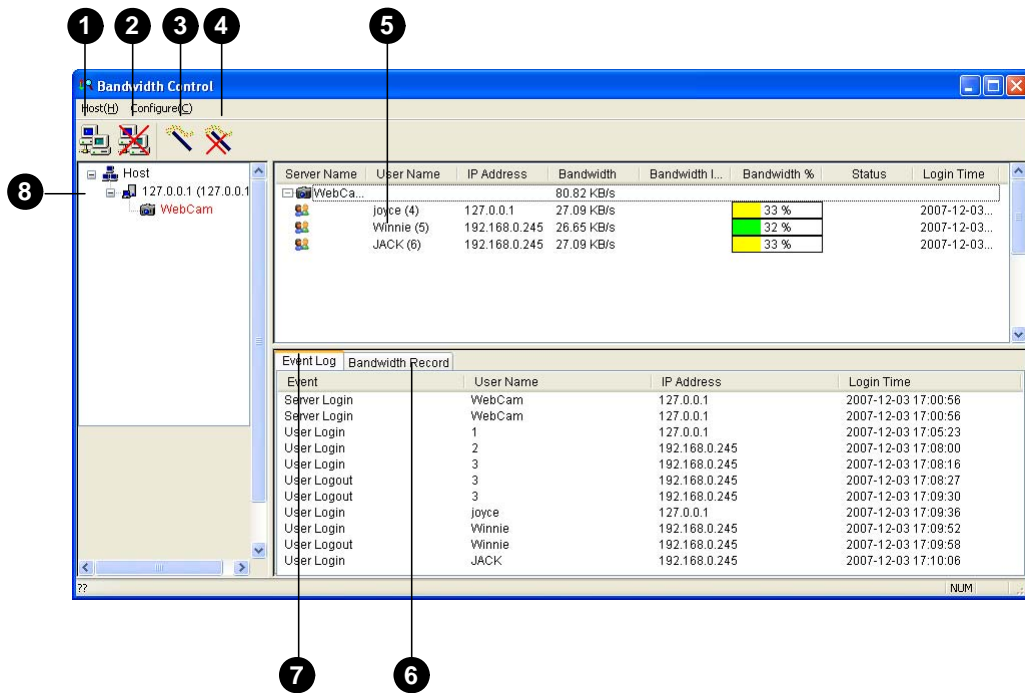 1 2 3 4 5
Bandwidth Control
Host(H) Configure(C)
8
Host
127.0.0.1 (127.0.0.1
WebCam
Server Name User Name IP Address Bandwidth Bandwidth l... Bandwidth % Status Login Time
WebCa... 80.82 KB/s
joyce (4) 127.0.0.1 27.09 KB/s 33 % 2007-12-03...
Winnie (5) 192.168.0.245 26.65 KB/s 32 % 2007-12-03...
JACK (6) 192.168.0.245 27.09 KB/s 33 % 2007-12-03...
Event Log Bandwidth Record
Event User Name IP Address Login Time
Server Login WebCam 127.0.0.1 2007-12-03 17:00:56
Server Login WebCam 127.0.0.1 2007-12-03 17:00:56
User Login 1 127.0.0.1 2007-12-03 17:05:23
User Login 2 192.168.0.245 2007-12-03 17:08:00
User Login 3 192.168.0.245 2007-12-03 17:08:16
User Logout 3 192.168.0.245 2007-12-03 17:08:27
User Logout 3 192.168.0.245 2007-12-03 17:09:30
User Login joyce 127.0.0.1 2007-12-03 17:09:36
User Login Winnie 192.168.0.245 2007-12-03 17:09:52
User Logout Winnie 192.168.0.245 2007-12-03 17:09:58
User Login JACK 192.168.0.245 2007-12-03 17:10:06
?? NUM
7 6